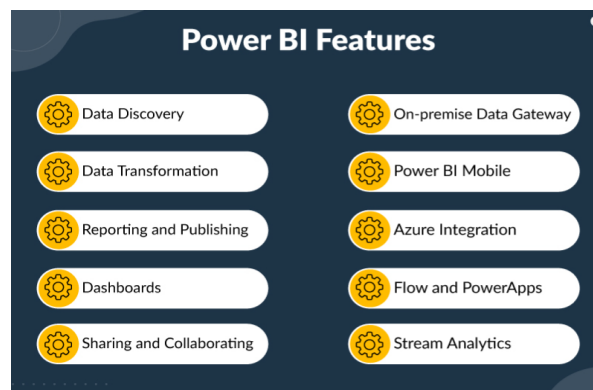 Power BI Features
Data Discovery
Data Transformation
Reporting and Publishing
Dashboards
Sharing and Collaborating
On-premise Data Gateway
Power BI Mobile
Azure Integration
Flow and PowerApps
Stream Analytics